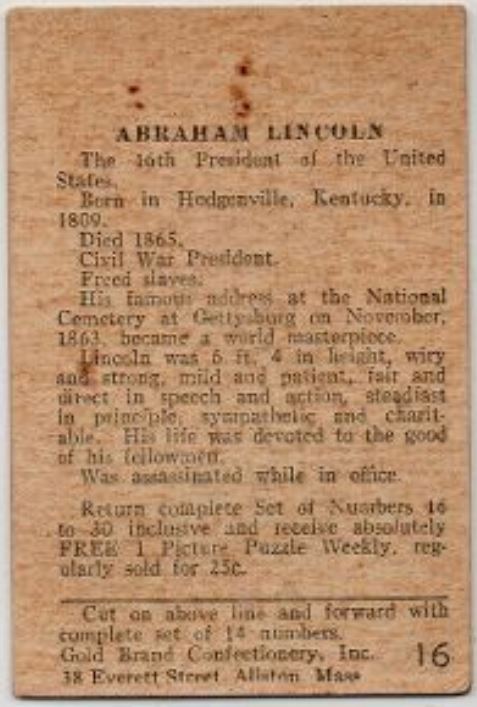 ABRAHAM LINCOLN
The 16th President of the United
States.
Born in Hodgenville, Kentucky, in
1809.
Died 1865.
Civil War President.
Freed slaves.
His famous address at the National
Cemetery at Gettysburg on November,
1863, became a world masterpiece.
Lincoln was 6 ft. 4 in height, wiry
and strong, mild and patient, fair and
direct in speech and action, steadfast
in principle, sympathetic and charit-
able. His life was devoted to the good
of his fellowmen.
Was assassinated while in office.
Return complete Set of Numbers 16
to 30 inclusive and receive absolutely
FREE 1 Picture Puzzle Weekly, reg-
ularly sold for 25c.
Cut on above line and forward with
complete set of 14 numbers.
Gold Brand Confectionery, Inc. 16
38 Everett Street, Allston, Mass